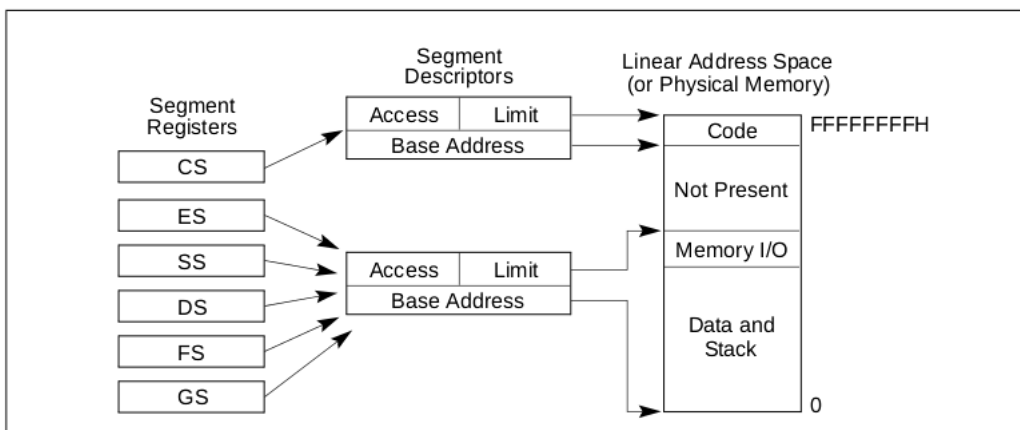 Segment
Registers
CS
ES
SS
DS
FS
GS
Segment
Descriptors
Access Limit
Base Address
Access Limit
Base Address
Linear Address Space
(or Physical Memory)
Code
FFFFFFFFH
Not Present
Memory I/O
Data and
Stack
0